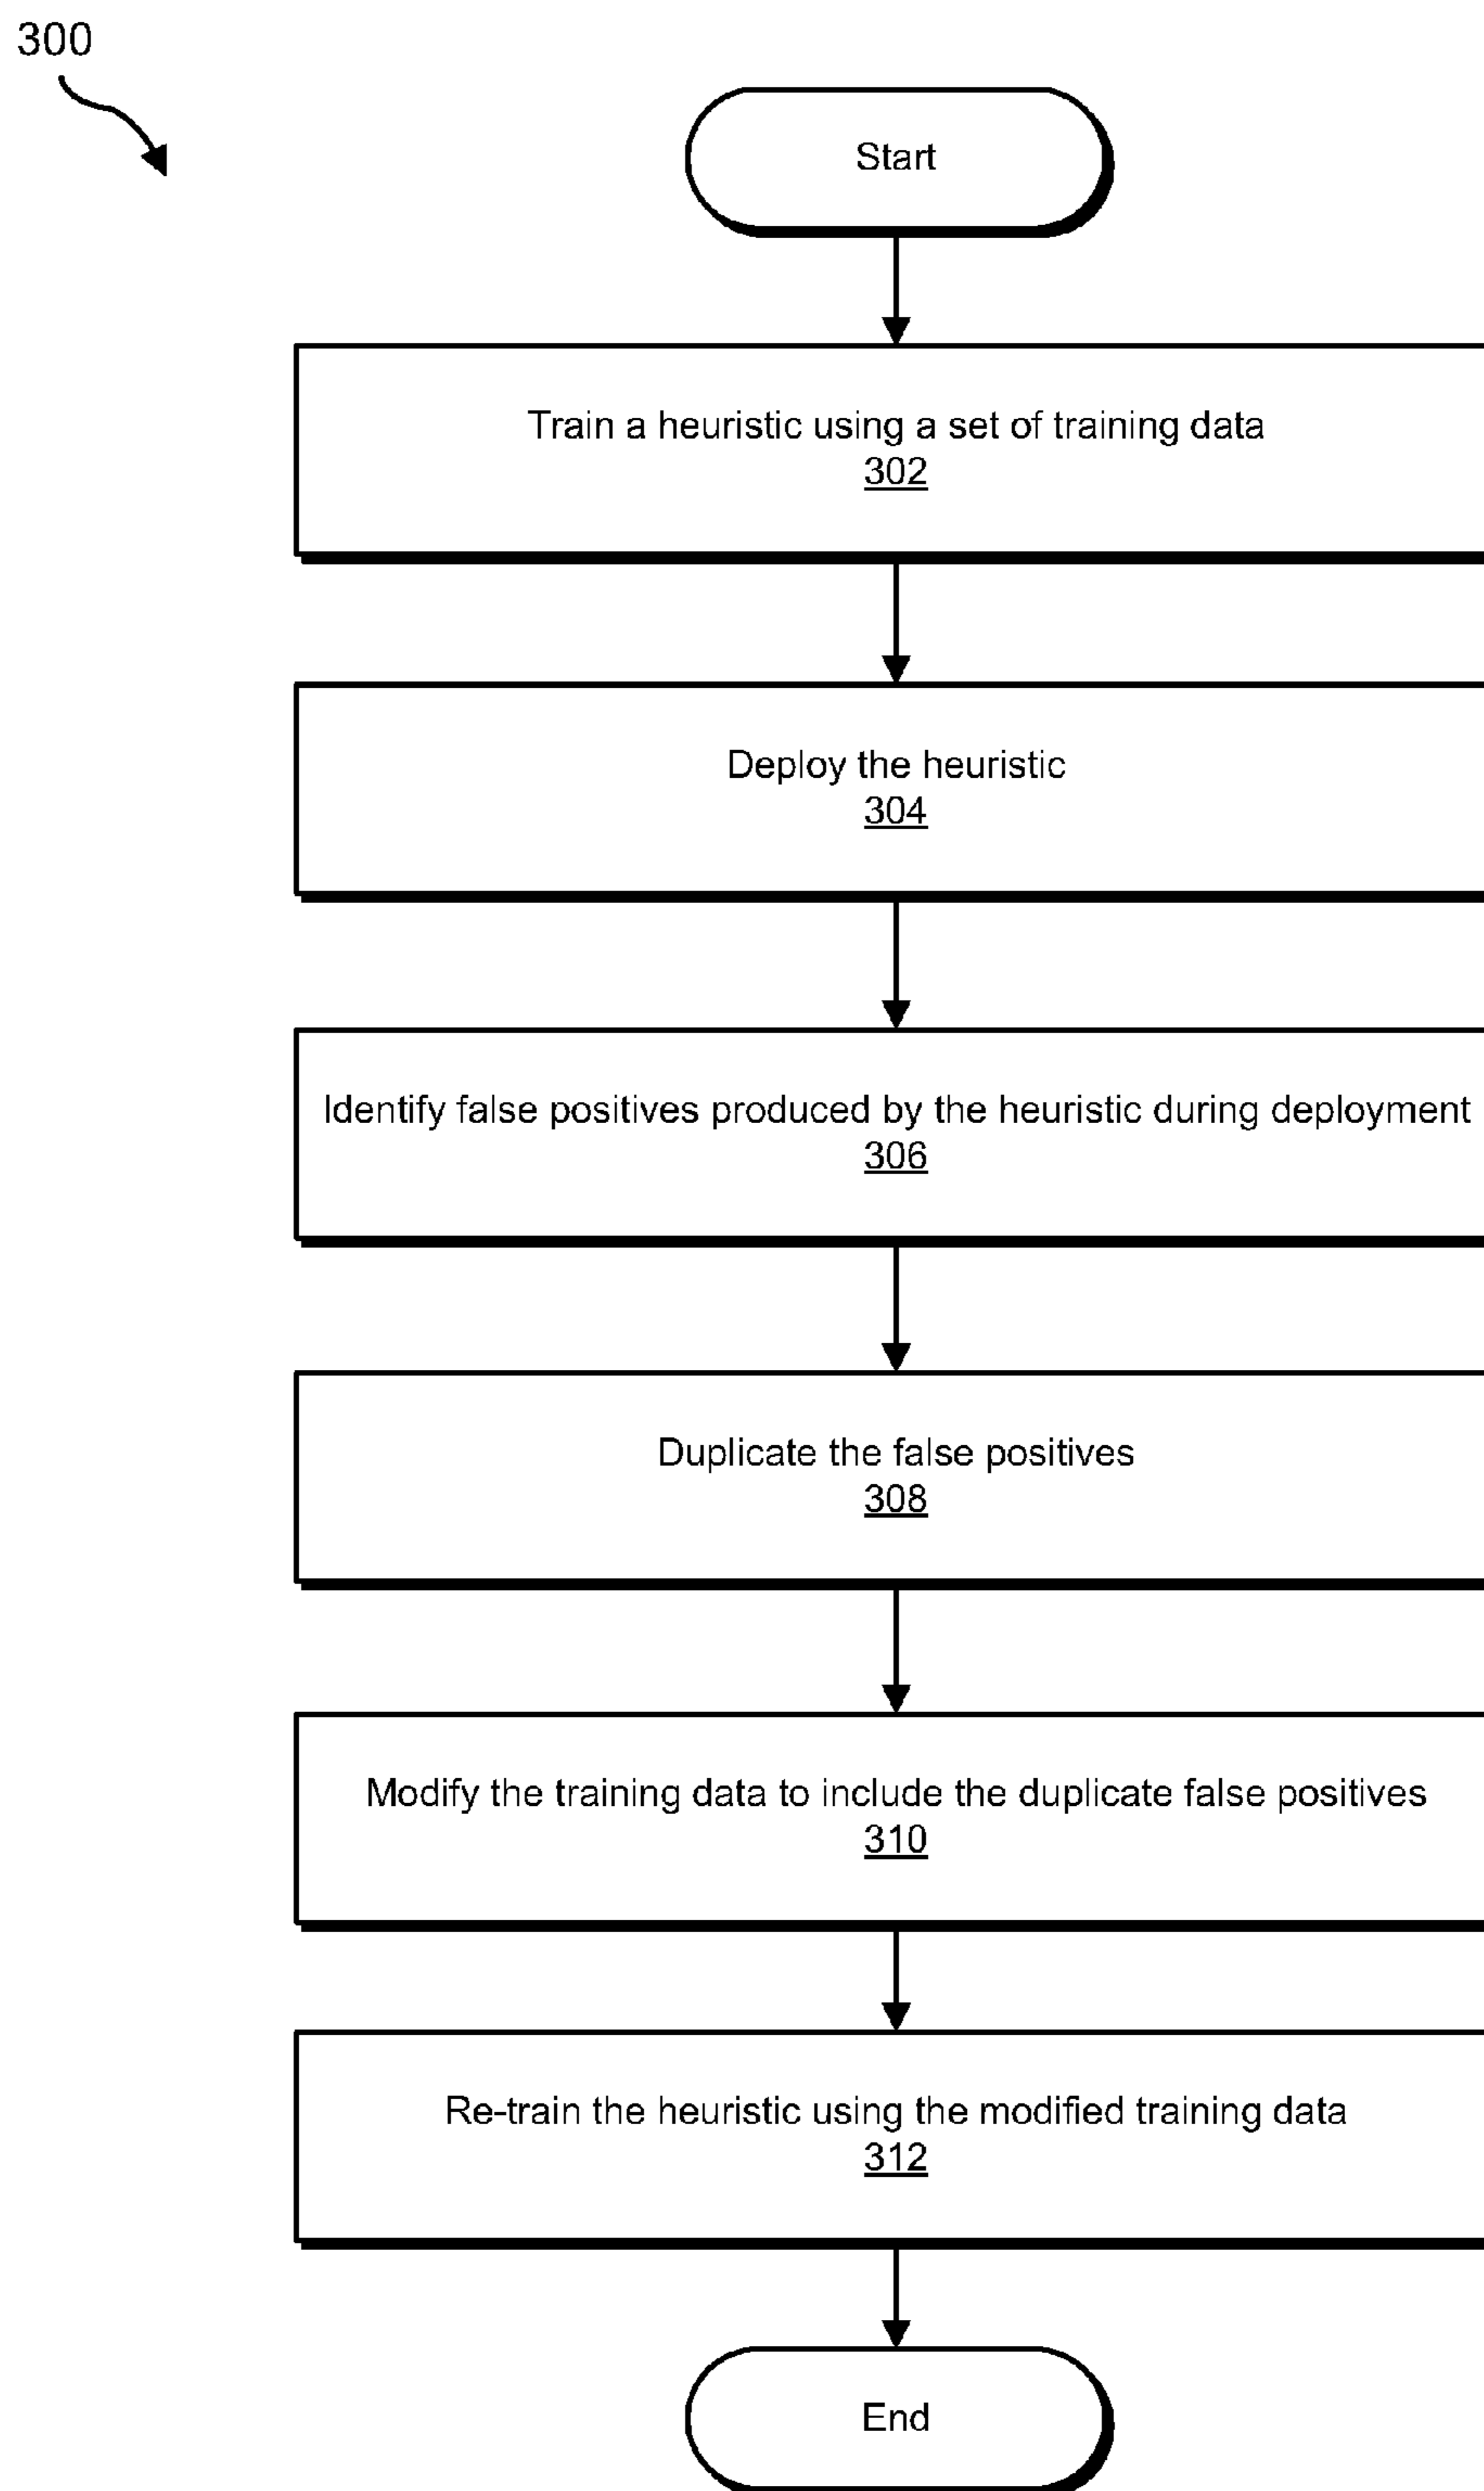 300
Start
Train a heuristic using a set of training data
302
Deploy the heuristic
304
Identify false positives produced by the heuristic during deployment
306
Duplicate the false positives
308
Modify the training data to include the duplicate false positives
310
Re-train the heuristic using the modified training data
312
End